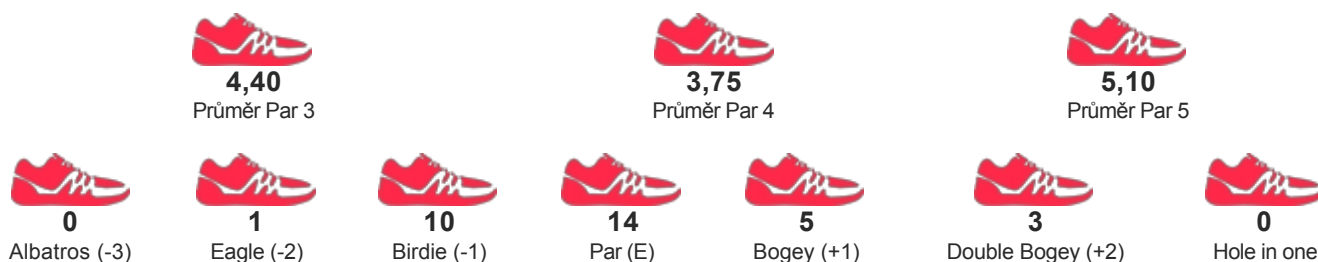 4,40 3,75 5,10
Průměr Par 3 Průměr Par 4 Průměr Par 5
0 1 10 14 5 3 0
Albatros (-3) Eagle (-2) Birdie (-1) Par (E) Bogey (+1) Double Bogey (+2) Hole in one